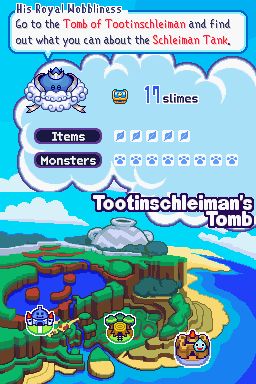 His Royal Wobbliness
Go to the Tomb of Tootinschleiman and find
out what you can about the Schleiman Tank.
17 slimes
Items
Monsters
Tootinschleiman's
Tomb